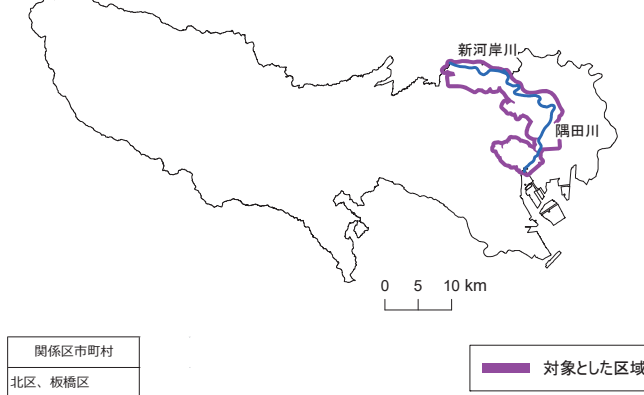 新河岸川
隅田川
0 5 10 km
関係区市町村
北区、板橋区
対象とした区域